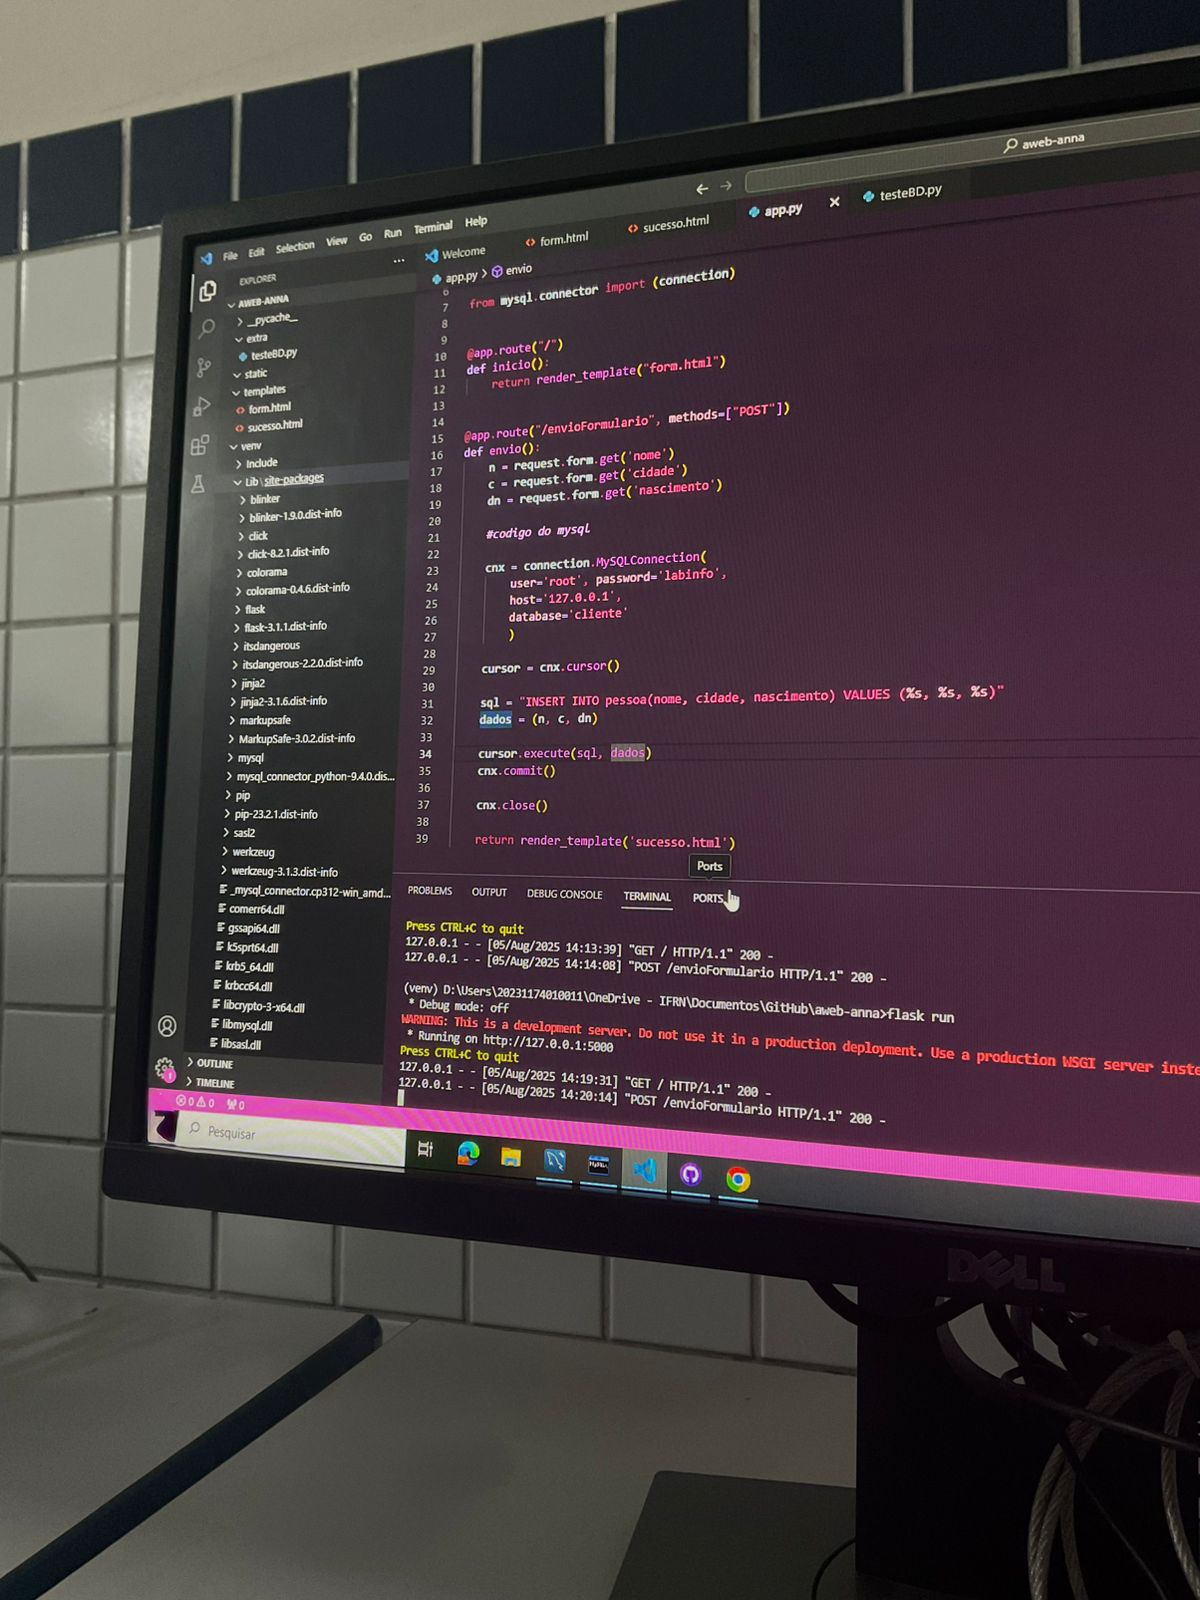 aweb-anna
File Edit Selection View Go Run Terminal Help
EXPLORER
AWEB-ANNA
__pycache__
extra
testeBD.py
static
templates
form.html
sucesso.html
venv
Include
Lib\site-packages
blinker
blinker-1.9.0.dist-info
click
click-8.2.1.dist-info
colorama
colorama-0.4.6.dist-info
flask
flask-3.1.1.dist-info
itsdangerous
itsdangerous-2.2.0.dist-info
jinja2
jinja2-3.1.6.dist-info
markupsafe
MarkupSafe-3.0.2.dist-info
mysql
mysql_connector_python-9.4.0.dis...
pip
pip-23.2.1.dist-info
sasl2
werkzeug
werkzeug-3.1.3.dist-info
_mysql_connector.cp312-win_amd...
comerr64.dll
gssapi64.dll
k5sprt64.dll
krb5_64.dll
krbcc64.dll
libcrypto-3-x64.dll
libmysql.dll
libsasl.dll
OUTLINE
TIMELINE
Welcome form.html sucesso.html app.py testeBD.py
app.py > envio
6
7 from mysql.connector import (connection)
8
9
10 @app.route("/")
11 def inicio():
12 return render_template("form.html")
13
14
15 @app.route("/envioFormulario", methods=["POST"])
16 def envio():
17 n = request.form.get('nome')
18 c = request.form.get('cidade')
19 dn = request.form.get('nascimento')
20
21 #codigo do mysql
22
23 cnx = connection.MySQLConnection(
24 user='root', password='labinfo',
25 host='127.0.0.1',
26 database='cliente'
27 )
28
29 cursor = cnx.cursor()
30
31 sql = "INSERT INTO pessoa(nome, cidade, nascimento) VALUES (%s, %s, %s)"
32 dados = (n, c, dn)
33
34 cursor.execute(sql, dados)
35 cnx.commit()
36
37 cnx.close()
38
39 return render_template('sucesso.html')
Ports
PROBLEMS OUTPUT DEBUG CONSOLE TERMINAL PORTS
Press CTRL+C to quit
127.0.0.1 - - [05/Aug/2025 14:13:39] "GET / HTTP/1.1" 200 -
127.0.0.1 - - [05/Aug/2025 14:14:08] "POST /envioFormulario HTTP/1.1" 200 -
(venv) D:\Users\20231174010011\OneDrive - IFRN\Documentos\GitHub\aweb-anna>flask run
* Debug mode: off
WARNING: This is a development server. Do not use it in a production deployment. Use a production WSGI server inste
* Running on http://127.0.0.1:5000
Press CTRL+C to quit
127.0.0.1 - - [05/Aug/2025 14:19:31] "GET / HTTP/1.1" 200 -
127.0.0.1 - - [05/Aug/2025 14:20:14] "POST /envioFormulario HTTP/1.1" 200 -
1
0 0 0
Pesquisar
DELL